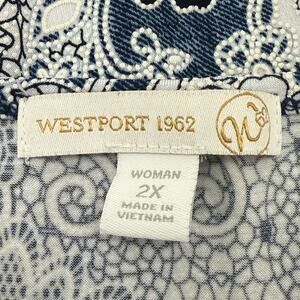 WESTPORT 1962
WOMAN
2X
MADE IN
VIETNAM